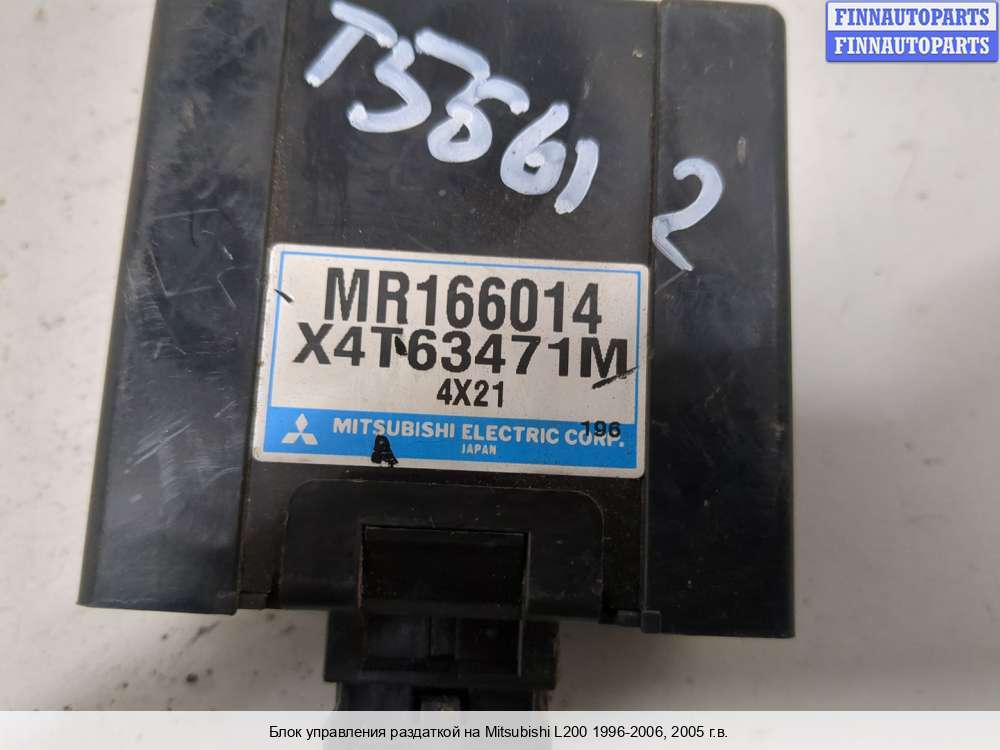 FINNAUTOPARTS
FINNAUTOPARTS
T35861
2
MR166014
X4T63471M
4X21
MITSUBISHI ELECTRIC CORP.
196
A
JAPAN
Блок управления раздаткой на Mitsubishi L200 1996-2006, 2005 г.в.